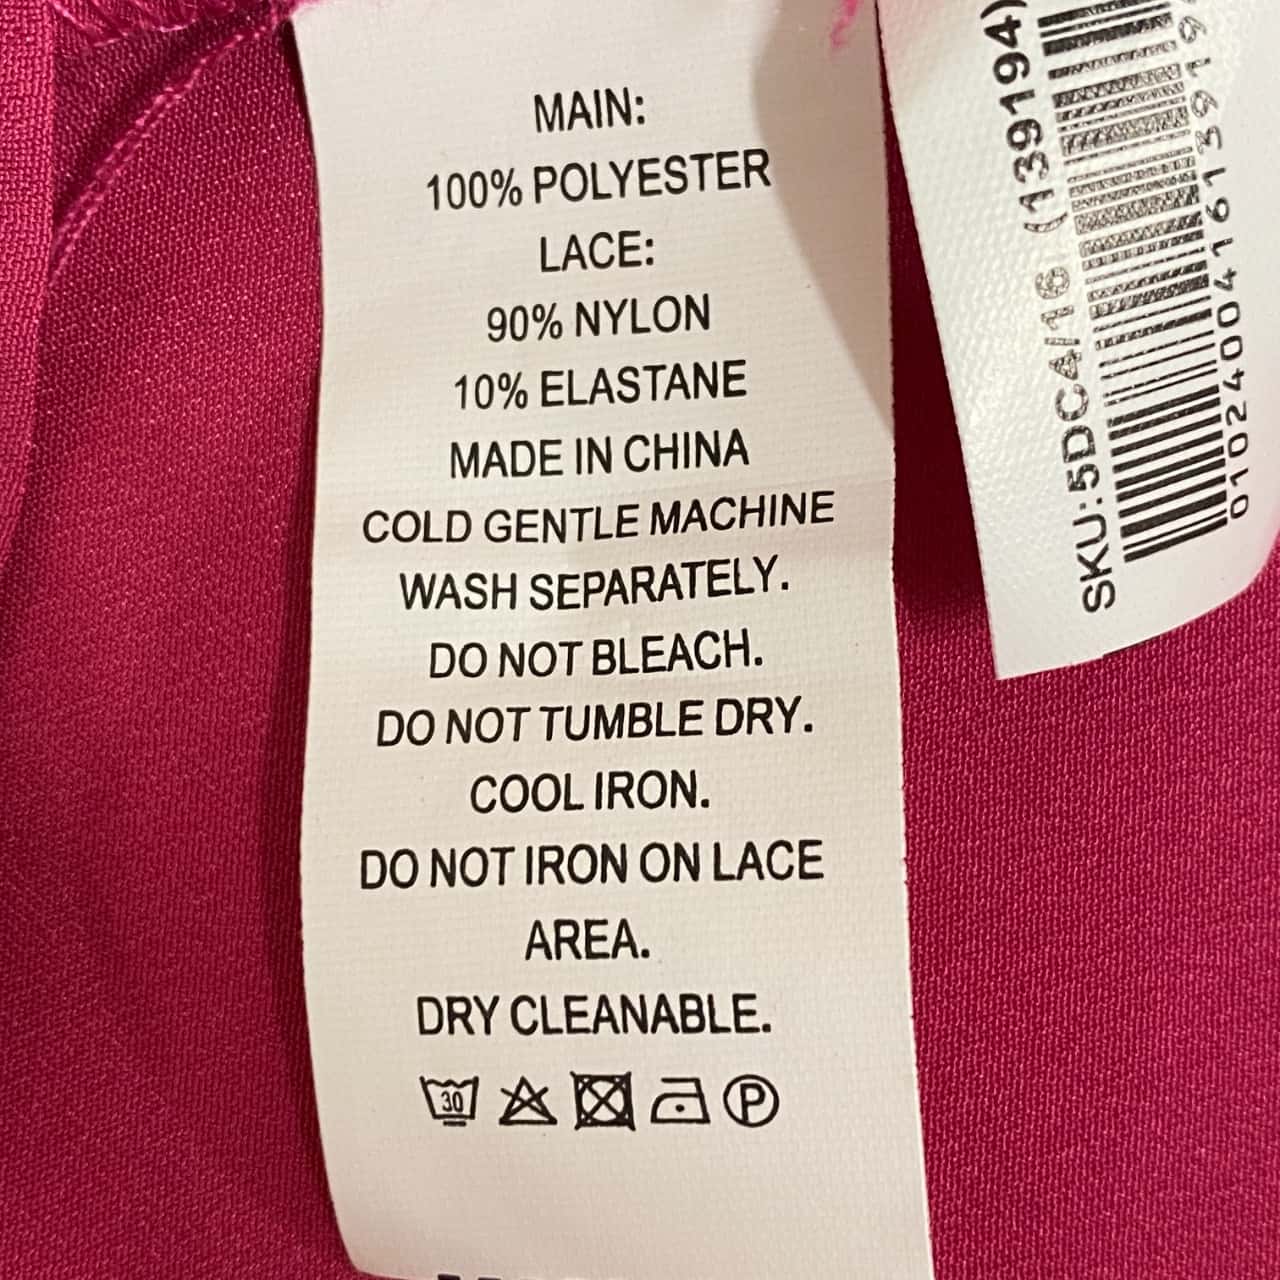 MAIN:
100% POLYESTER
LACE:
90% NYLON
10% ELASTANE
MADE IN CHINA
COLD GENTLE MACHINE
WASH SEPARATELY.
DO NOT BLEACH.
DO NOT TUMBLE DRY.
COOL IRON.
DO NOT IRON ON LACE
AREA.
DRY CLEANABLE.
30 P
SKU:5DC4/16 (139194)